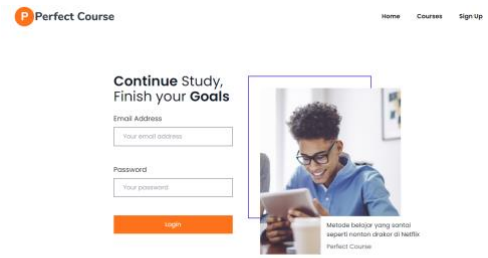 P Perfect Course
Home Courses Sign Up
Continue Study,
Finish your Goals
Email Address
Your email address
Password
Your password
Login
Metode belajar yang santai
seperti nonton drakor di Netflix
Perfect Course